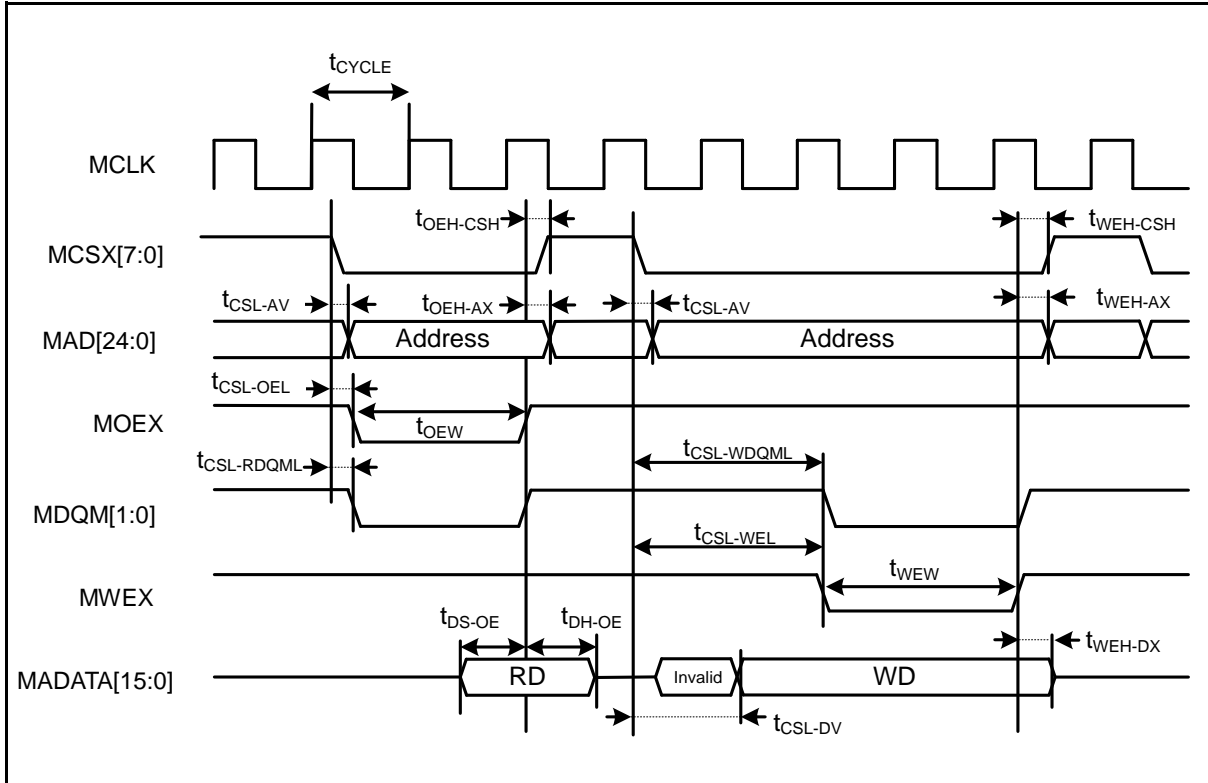 tCYCLE
MCLK
tOEH-CSH
tWEH-CSH
MCSX[7:0]
tCSL-AV
tOEH-AX
tCSL-AV
tWEH-AX
MAD[24:0]
Address
Address
tCSL-OEL
MOEX
tOEW
tCSL-RDQML
tCSL-WDQML
MDQM[1:0]
tCSL-WEL
MWEX
tWEW
tDS-OE
tDH-OE
tWEH-DX
MADATA[15:0]
RD
Invalid
WD
tCSL-DV